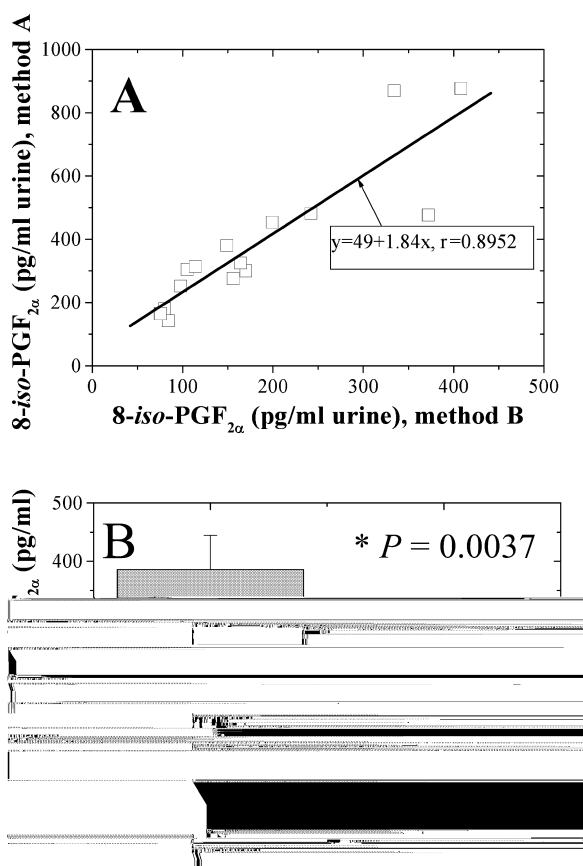 8-iso-PGF2α (pg/ml urine), method A
1000
800
600
400
200
0
A
y=49+1.84x, r=0.8952
0
100
200
300
400
500
8-iso-PGF2α (pg/ml urine), method B
2α (pg/ml)
500
400
B
* P = 0.0037